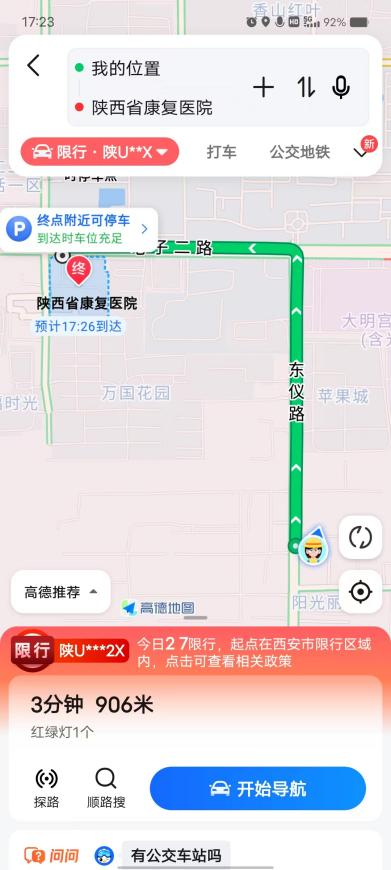 17:23
HD
5G
92%
香山红叶
我的位置
陕西省康复医院
限行·陕U**X
打车
公交地铁
新
P
终点附近可停车
到达时车位充足
电子二路
终
陕西省康复医院
预计17:26到达
大明宫
万国花园
东仪路
苹果城
时光
高德推荐
高德地图
阳光丽
限行
陕U***2X
今日2 7限行，起点在西安市限行区域
内，点击可查看相关政策
3分钟 906米
红绿灯1个
探路
顺路搜
开始导航
问问
有公交车站吗